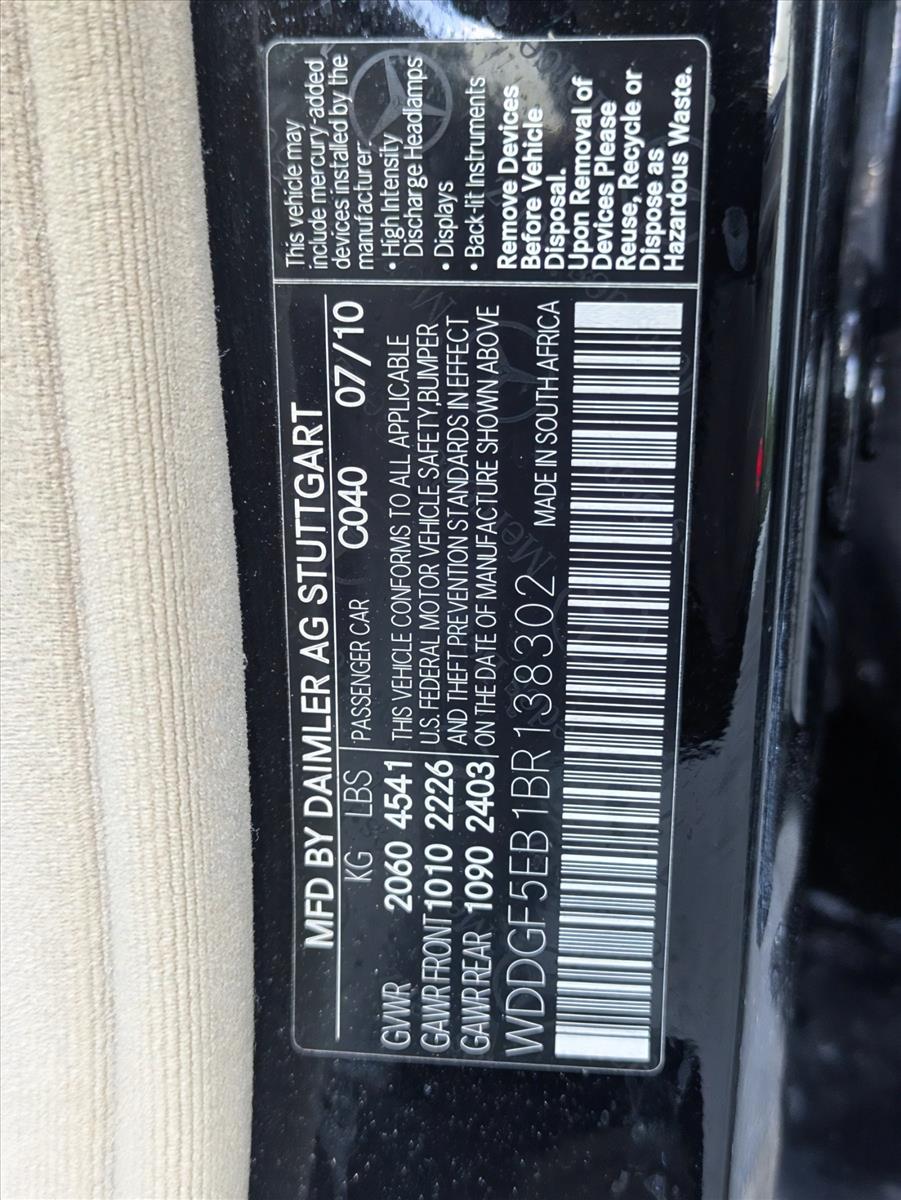 MFD BY DAIMLER AG STUTTGART
KG LBS PASSENGER CAR C040 07/10
GVWR 2060 4541
GAWR FRONT 1010 2226
GAWR REAR 1090 2403
THIS VEHICLE CONFORMS TO ALL APPLICABLE
U.S. FEDERAL MOTOR VEHICLE SAFETY,BUMPER
AND THEFT PREVENTION STANDARDS IN EFFECT
ON THE DATE OF MANUFACTURE SHOWN ABOVE
WDDGF5EB1BR138302 MADE IN SOUTH AFRICA
This vehicle may
include mercury-added
devices installed by the
manufacturer
• High Intensity
Discharge Headlamps
• Displays
• Back-lit Instruments
Remove Devices
Before Vehicle
Disposal.
Upon Removal of
Devices Please
Reuse, Recycle or
Dispose as
Hazardous Waste.